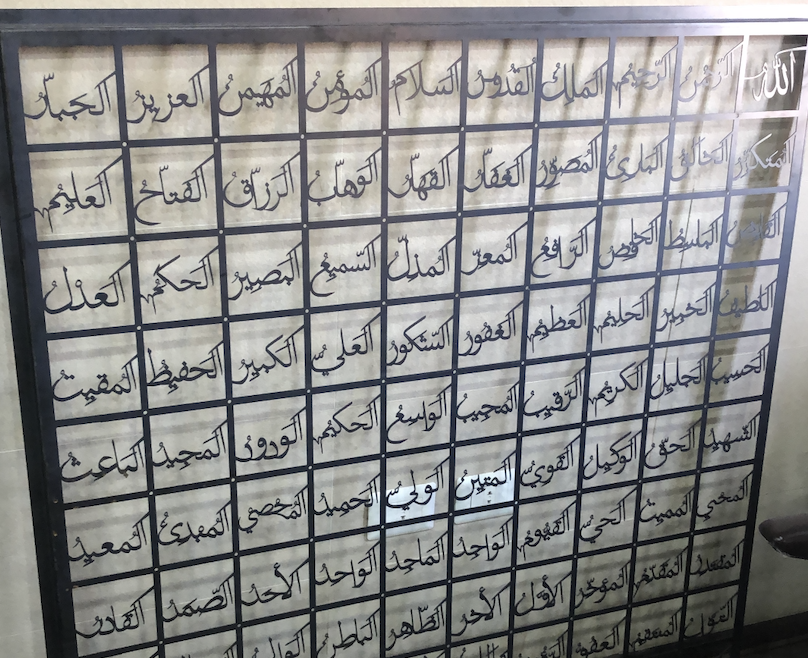 الله الرحمن الرحيم الملك القدوس السلام المؤمن المهيمن العزيز الجبار
المتكبر الخالق البارئ المصور الغفار القهار الوهاب الرزاق الفتاح العليم
القابض الباسط الخافض الرافع المعز المذل السميع البصير الحكم العدل
اللطيف الخبير الحليم العظيم الغفور الشكور العلي الكبير الحفيظ المقيت
الحسيب الجليل الكريم الرقيب المجيب الواسع الحكيم الودود المجيد الباعث
الشهيد الحق الوكيل القوي المتين الولي الحميد المحصي المبدئ المعيد
المحيي المميت الحي القيوم الواجد الماجد الواحد الأحد الصمد القادر
المقتدر المقدم المؤخر الأول الأخر الظاهر الباطن
التواب المنتقم العفو